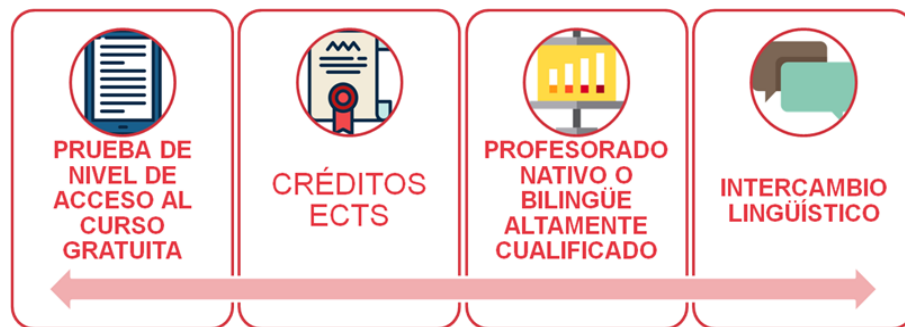 PRUEBA DE
NIVEL DE
ACCESO AL
CURSO
GRATUITA
CRÉDITOS
ECTS
PROFESORADO
NATIVO O
BILINGÜE
ALTAMENTE
CUALIFICADO
INTERCAMBIO
LINGÜÍSTICO